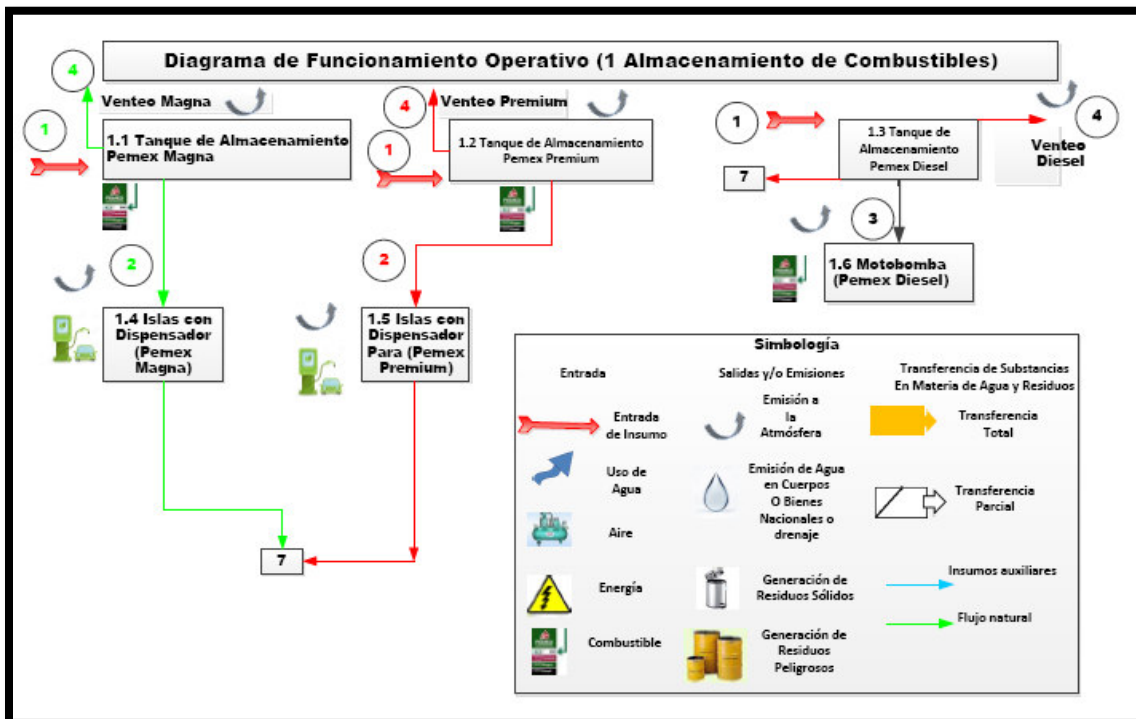 Diagrama de Funcionamiento Operativo (1 Almacenamiento de Combustibles)
4
Venteo Magna
1
1.1 Tanque de Almacenamiento
Pemex Magna
2
1.4 Islas con
Dispensador
(Pemex
Magna)
4
Venteo Premium
1
1.2 Tanque de Almacenamiento
Pemex Premium
2
1.5 Islas con
Dispensador
Para (Pemex
Premium)
7
1
1.3 Tanque de
Almacenamiento
Pemex Diesel
4
Venteo
Diesel
7
3
1.6 Motobomba
(Pemex Diesel)
Simbología
Entrada
Entrada
de Insumo
Uso de
Agua
Aire
Energía
Combustible
Salidas y/o Emisiones
Emisión a
la
Atmósfera
Emisión de Agua
en Cuerpos
O Bienes
Nacionales o
drenaje
Generación de
Residuos Sólidos
Generación de
Residuos
Peligrosos
Transferencia de Substancias
En Materia de Agua y Residuos
Transferencia
Total
Transferencia
Parcial
Insumos auxiliares
Flujo natural